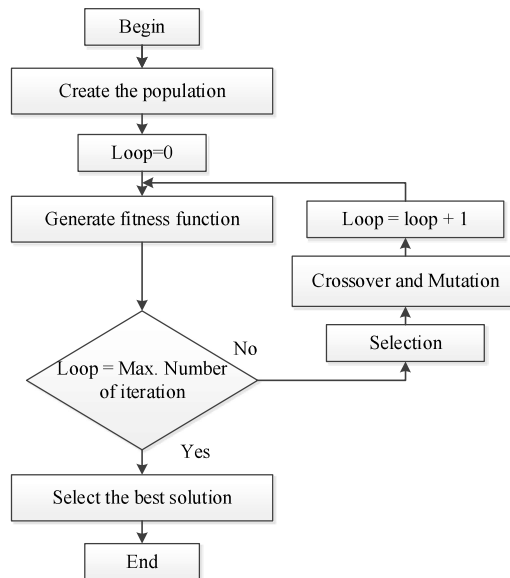 Begin
Create the population
Loop=0
Generate fitness function
Loop = loop + 1
Crossover and Mutation
Selection
No
Loop = Max. Number
of iteration
Yes
Select the best solution
End